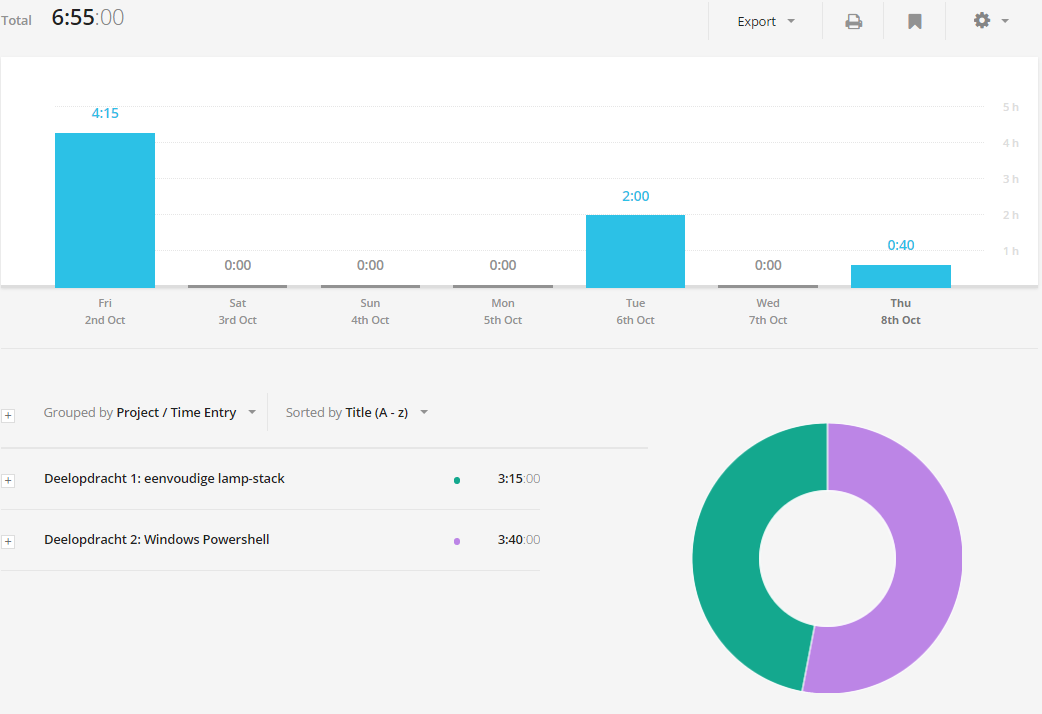 Total 6:55:00 Export
5 h
4:15
4 h
3 h
2:00
2 h
0:40
1 h
0:00 0:00 0:00 0:00
Fri Sat Sun Mon Tue Wed Thu
2nd Oct 3rd Oct 4th Oct 5th Oct 6th Oct 7th Oct 8th Oct
Grouped by Project / Time Entry Sorted by Title (A - z)
Deelopdracht 1: eenvoudige lamp-stack 3:15:00
Deelopdracht 2: Windows Powershell 3:40:00